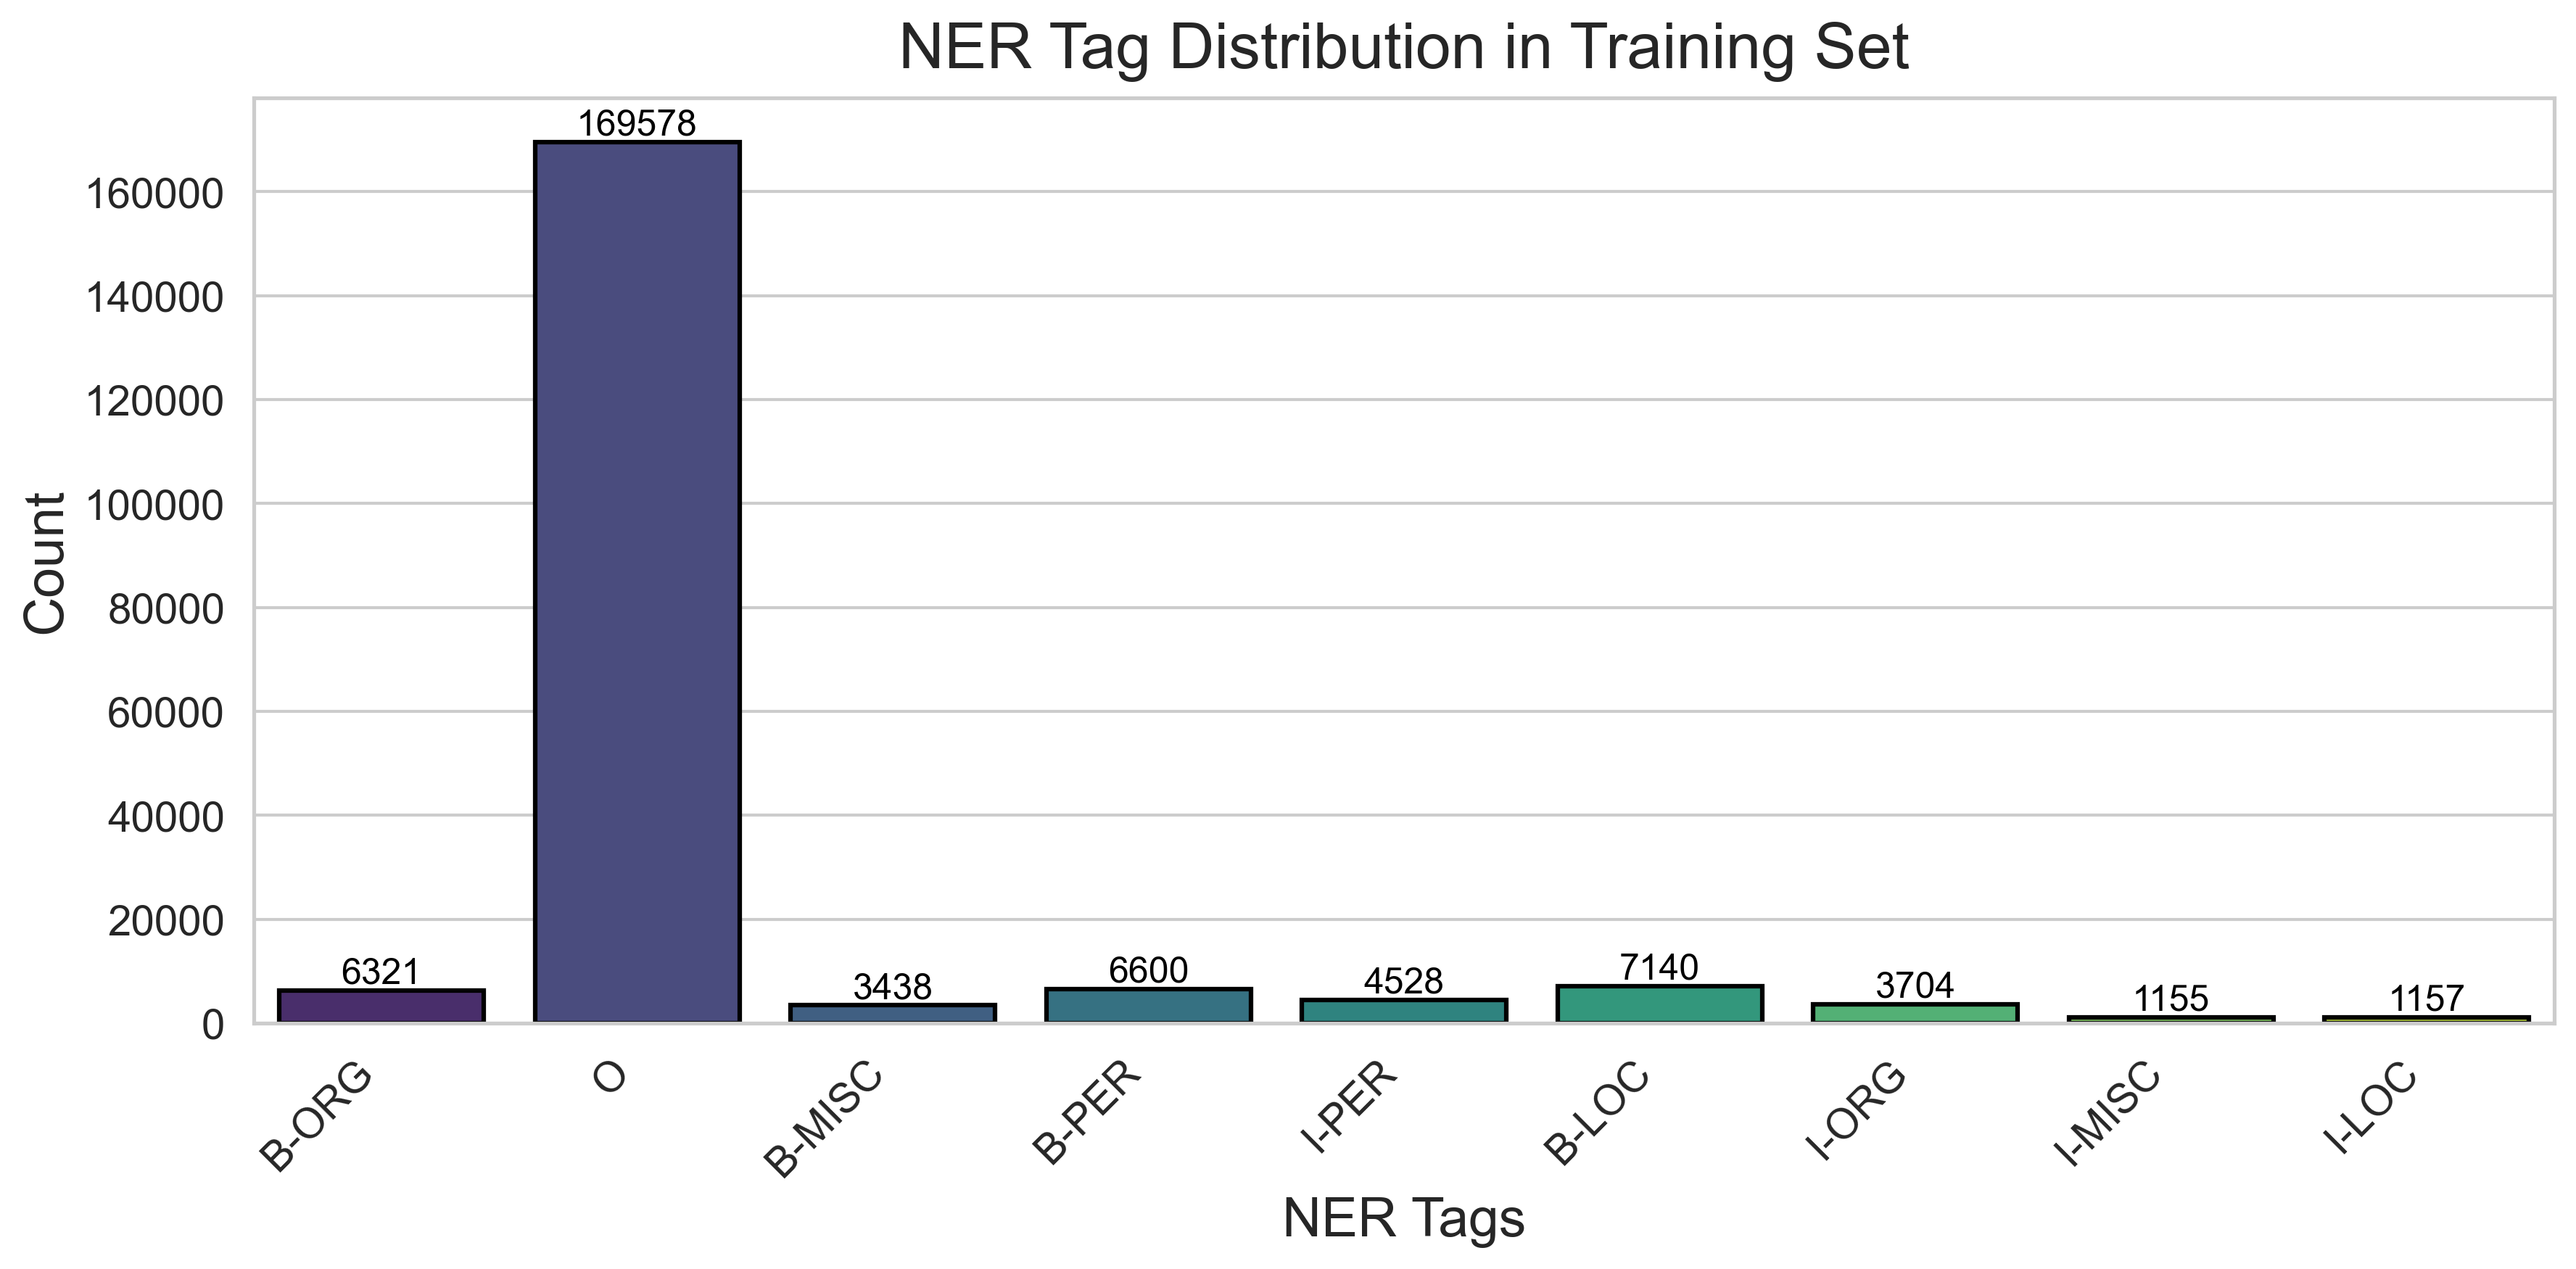 NER Tag Distribution in Training Set
Count
160000
140000
120000
100000
80000
60000
40000
20000
0
6321
169578
3438
6600
4528
7140
3704
1155
1157
B-ORG
O
B-MISC
B-PER
I-PER
B-LOC
I-ORG
I-MISC
I-LOC
NER Tags